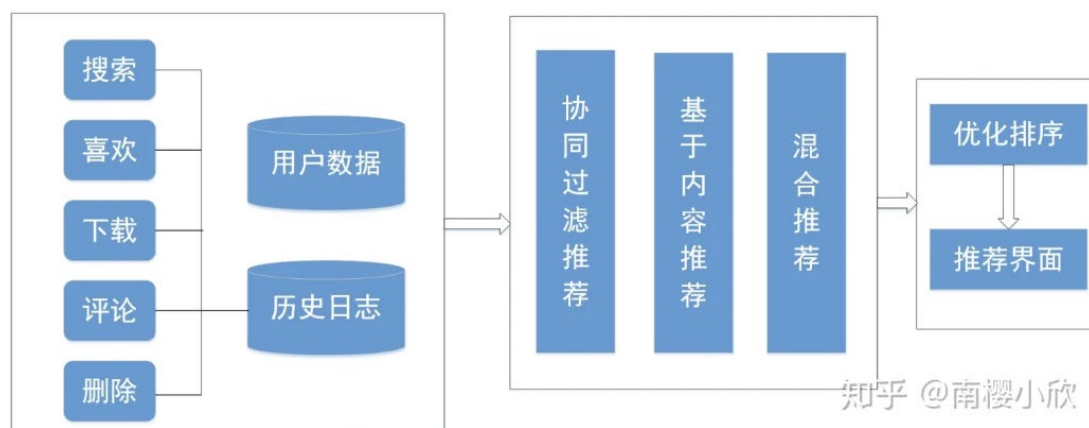 搜索
喜欢
下载
评论
删除
用户数据
历史日志
协同过滤推荐
基于内容推荐
混合推荐
优化排序
推荐界面
知乎 @南樱小欣